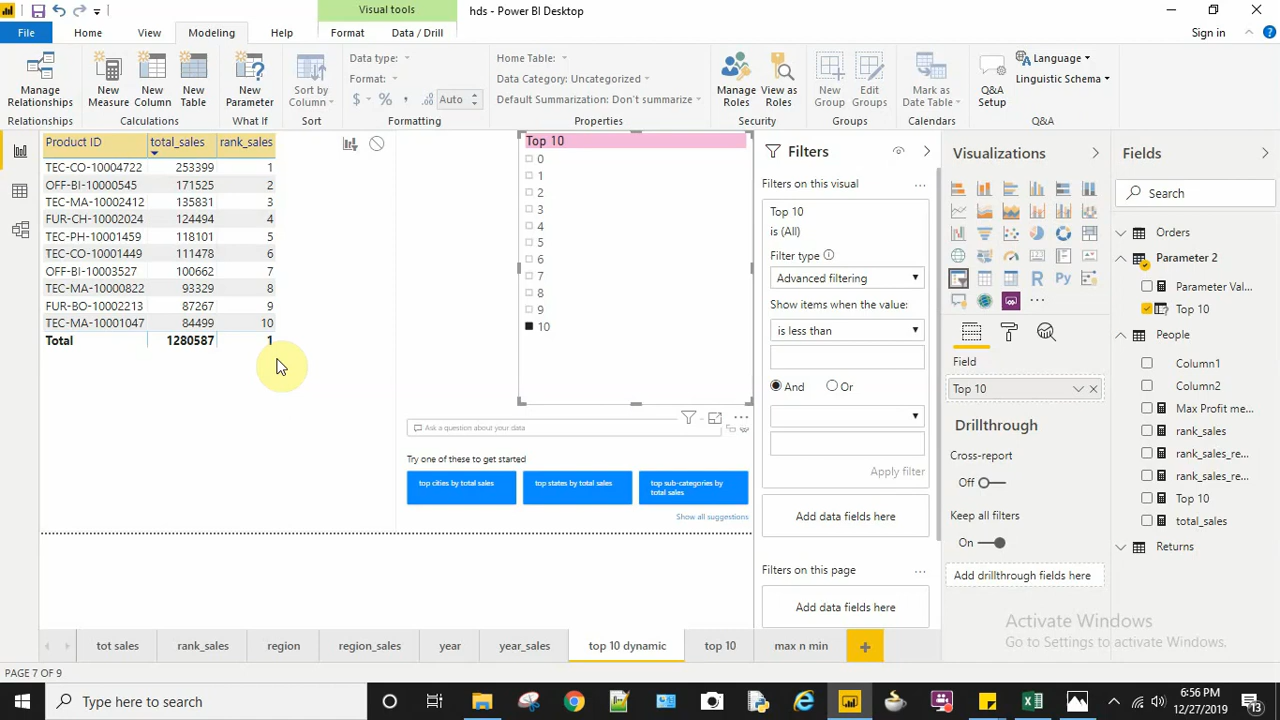 Visual tools
hds - Power BI Desktop
File
Home
View
Modeling
Help
Format
Data / Drill
Sign in
Manage Relationships
New Measure
New Column
New Table
New Parameter
Sort by Column
Data type:
Format:
$ % , .00 Auto
Home Table:
Data Category: Uncategorized
Default Summarization: Don't summarize
Manage Roles
View as Roles
New Group
Edit Groups
Mark as Date Table
Q&A Setup
Language
Linguistic Schema
Relationships
Calculations
What If
Sort
Formatting
Properties
Security
Groups
Calendars
Q&A
Product ID total_sales rank_sales
TEC-CO-10004722 253399 1
OFF-BI-10000545 171525 2
TEC-MA-10002412 135831 3
FUR-CH-10002024 124494 4
TEC-PH-10001459 118101 5
TEC-CO-10001449 111478 6
OFF-BI-10003527 100662 7
TEC-MA-10000822 93329 8
FUR-BO-10002213 87267 9
TEC-MA-10001047 84499 10
Total 1280587 1
Top 10
0
1
2
3
4
5
6
7
8
9
10
Ask a question about your data
Try one of these to get started
top cities by total sales
top states by total sales
top sub-categories by total sales
Show all suggestions
Filters
Filters on this visual
Top 10
is (All)
Filter type
Advanced filtering
Show items when the value:
is less than
And
Or
Apply filter
Add data fields here
Filters on this page
Add data fields here
Visualizations
R Py
Field
Top 10
Drillthrough
Cross-report
Off
Keep all filters
On
Add drillthrough fields here
Fields
Search
Orders
Parameter 2
Parameter Val...
Top 10
People
Column1
Column2
Max Profit me...
rank_sales
rank_sales_re...
rank_sales_re...
Top 10
total_sales
Returns
Activate Windows
Go to Settings to activate Windows.
tot sales
rank_sales
region
region_sales
year
year_sales
top 10 dynamic
top 10
max n min
PAGE 7 OF 9
Type here to search
6:56 PM
12/27/2019
13